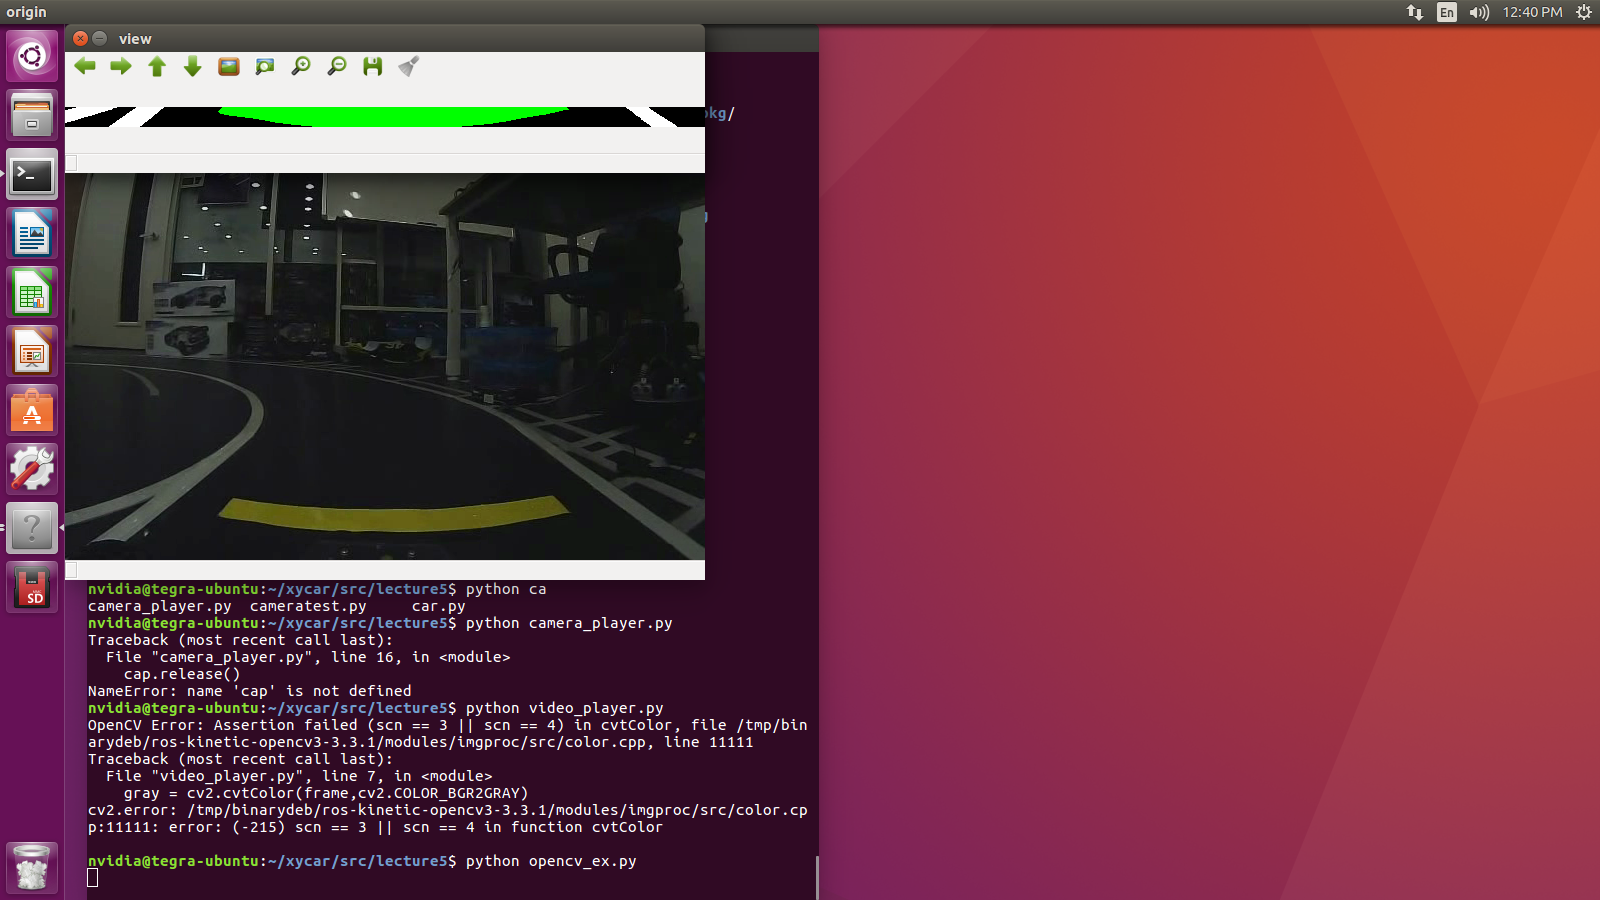 origin
En
12:40 PM
view
kg/
SD
nvidia@tegra-ubuntu:~/xycar/src/lecture5$ python ca
camera_player.py  cameratest.py     car.py
nvidia@tegra-ubuntu:~/xycar/src/lecture5$ python camera_player.py
Traceback (most recent call last):
  File "camera_player.py", line 16, in <module>
    cap.release()
NameError: name 'cap' is not defined
nvidia@tegra-ubuntu:~/xycar/src/lecture5$ python video_player.py
OpenCV Error: Assertion failed (scn == 3 || scn == 4) in cvtColor, file /tmp/bin
arydeb/ros-kinetic-opencv3-3.3.1/modules/imgproc/src/color.cpp, line 11111
Traceback (most recent call last):
  File "video_player.py", line 7, in <module>
    gray = cv2.cvtColor(frame,cv2.COLOR_BGR2GRAY)
cv2.error: /tmp/binarydeb/ros-kinetic-opencv3-3.3.1/modules/imgproc/src/color.cp
p:11111: error: (-215) scn == 3 || scn == 4 in function cvtColor
nvidia@tegra-ubuntu:~/xycar/src/lecture5$ python opencv_ex.py